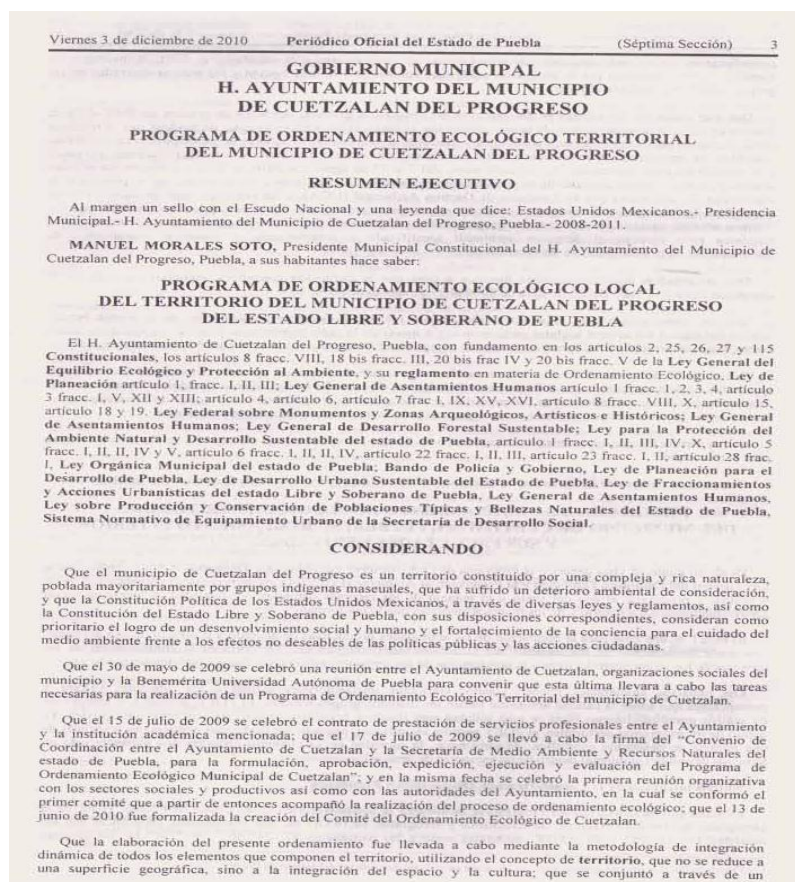 Viernes 3 de diciembre de 2010 Periódico Oficial del Estado de Puebla (Séptima Sección) 3
GOBIERNO MUNICIPAL
H. AYUNTAMIENTO DEL MUNICIPIO
DE CUETZALAN DEL PROGRESO
PROGRAMA DE ORDENAMIENTO ECOLÓGICO TERRITORIAL
DEL MUNICIPIO DE CUETZALAN DEL PROGRESO
RESUMEN EJECUTIVO
Al margen un sello con el Escudo Nacional y una leyenda que dice: Estados Unidos Mexicanos.- Presidencia
Municipal.- H. Ayuntamiento del Municipio de Cuetzalan del Progreso, Puebla.- 2008-2011.
MANUEL MORALES SOTO, Presidente Municipal Constitucional del H. Ayuntamiento del Municipio de
Cuetzalan del Progreso, Puebla, a sus habitantes hace saber:
PROGRAMA DE ORDENAMIENTO ECOLÓGICO LOCAL
DEL TERRITORIO DEL MUNICIPIO DE CUETZALAN DEL PROGRESO
DEL ESTADO LIBRE Y SOBERANO DE PUEBLA
El H. Ayuntamiento de Cuetzalan del Progreso, Puebla, con fundamento en los artículos 2, 25, 26, 27 y 115
Constitucionales, los artículos 8 fracc. VIII, 18 bis fracc. III, 20 bis frac IV y 20 bis fracc. V de la Ley General del
Equilibrio Ecológico y Protección al Ambiente, y su reglamento en materia de Ordenamiento Ecológico, Ley de
Planeación artículo 1, fracc. I, II, III; Ley General de Asentamientos Humanos artículo 1 fracc. 1, 2, 3, 4, artículo
3 fracc. I, V, XII y XIII; artículo 4, artículo 6, artículo 7 frac I, IX, XV, XVI, artículo 8 fracc. VIII, X, artículo 15,
artículo 18 y 19. Ley Federal sobre Monumentos y Zonas Arqueológicos, Artísticos e Históricos; Ley General
de Asentamientos Humanos; Ley General de Desarrollo Forestal Sustentable; Ley para la Protección del
Ambiente Natural y Desarrollo Sustentable del estado de Puebla, artículo 1 fracc. I, II, III, IV, X, artículo 5
fracc. I, II, II, IV y V, artículo 6 fracc. I, II, II, IV, artículo 22 fracc. I, II, III, artículo 23 fracc. I, II, artículo 28 frac.
I, Ley Orgánica Municipal del estado de Puebla; Bando de Policía y Gobierno, Ley de Planeación para el
Desarrollo de Puebla, Ley de Desarrollo Urbano Sustentable del Estado de Puebla, Ley de Fraccionamientos
y Acciones Urbanísticas del estado Libre y Soberano de Puebla, Ley General de Asentamientos Humanos,
Ley sobre Producción y Conservación de Poblaciones Típicas y Bellezas Naturales del Estado de Puebla,
Sistema Normativo de Equipamiento Urbano de la Secretaría de Desarrollo Social.
CONSIDERANDO
Que el municipio de Cuetzalan del Progreso es un territorio constituido por una compleja y rica naturaleza,
poblada mayoritariamente por grupos indígenas maseuales, que ha sufrido un deterioro ambiental de consideración,
y que la Constitución Política de los Estados Unidos Mexicanos, a través de diversas leyes y reglamentos, así como
la Constitución del Estado Libre y Soberano de Puebla, con sus disposiciones correspondientes, consideran como
prioritario el logro de un desenvolvimiento social y humano y el fortalecimiento de la conciencia para el cuidado del
medio ambiente frente a los efectos no deseables de las políticas públicas y las acciones ciudadanas.
Que el 30 de mayo de 2009 se celebró una reunión entre el Ayuntamiento de Cuetzalan, organizaciones sociales del
municipio y la Benemérita Universidad Autónoma de Puebla para convenir que esta última llevara a cabo las tareas
necesarias para la realización de un Programa de Ordenamiento Ecológico Territorial del municipio de Cuetzalan.
Que el 15 de julio de 2009 se celebró el contrato de prestación de servicios profesionales entre el Ayuntamiento
y la institución académica mencionada; que el 17 de julio de 2009 se llevó a cabo la firma del "Convenio de
Coordinación entre el Ayuntamiento de Cuetzalan y la Secretaría de Medio Ambiente y Recursos Naturales del
estado de Puebla, para la formulación, aprobación, expedición, ejecución y evaluación del Programa de
Ordenamiento Ecológico Municipal de Cuetzalan"; y en la misma fecha se celebró la primera reunión organizativa
con los sectores sociales y productivos así como con las autoridades del Ayuntamiento, en la cual se conformó el
primer comité que a partir de entonces acompañó la realización del proceso de ordenamiento ecológico; que el 13 de
junio de 2010 fue formalizada la creación del Comité del Ordenamiento Ecológico de Cuetzalan.
Que la elaboración del presente ordenamiento fue llevada a cabo mediante la metodología de integración
dinámica de todos los elementos que componen el territorio, utilizando el concepto de territorio, que no se reduce a
una superficie geográfica, sino a la integración del espacio y la cultura; que se conjuntó a través de un